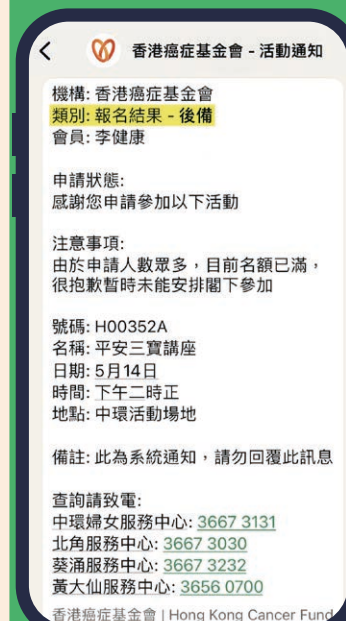 香港癌症基金會 - 活動通知
機構: 香港癌症基金會
類別: 報名結果 - 後備
會員: 李健康
申請狀態:
感謝您申請參加以下活動
注意事項:
由於申請人數眾多，目前名額已滿，
很抱歉暫時未能安排閣下參加
號碼: H00352A
名稱: 平安三寶講座
日期: 5月14日
時間: 下午二時正
地點: 中環活動場地
備註: 此為系統通知，請勿回覆此訊息
查詢請致電:
中環婦女服務中心: 3667 3131
北角服務中心: 3667 3030
葵涌服務中心: 3667 3232
黃大仙服務中心: 3656 0700
香港癌症基金會 | Hong Kong Cancer Fund